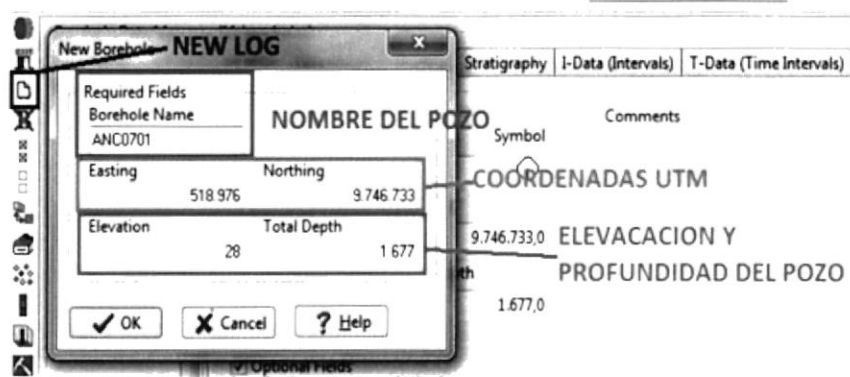 New Borehole NEW LOG
Stratigraphy I-Data (Intervals) T-Data (Time Intervals)
Required Fields
Borehole Name
ANC0701
NOMBRE DEL POZO
Symbol
Comments
Easting Northing
518.976 9.746.733
COORDENADAS UTM
Elevation Total Depth
28 1.677
9.746.733,0
ELEVACACION Y
PROFUNDIDAD DEL POZO
1.677,0
OK Cancel ? Help
Optional Fields